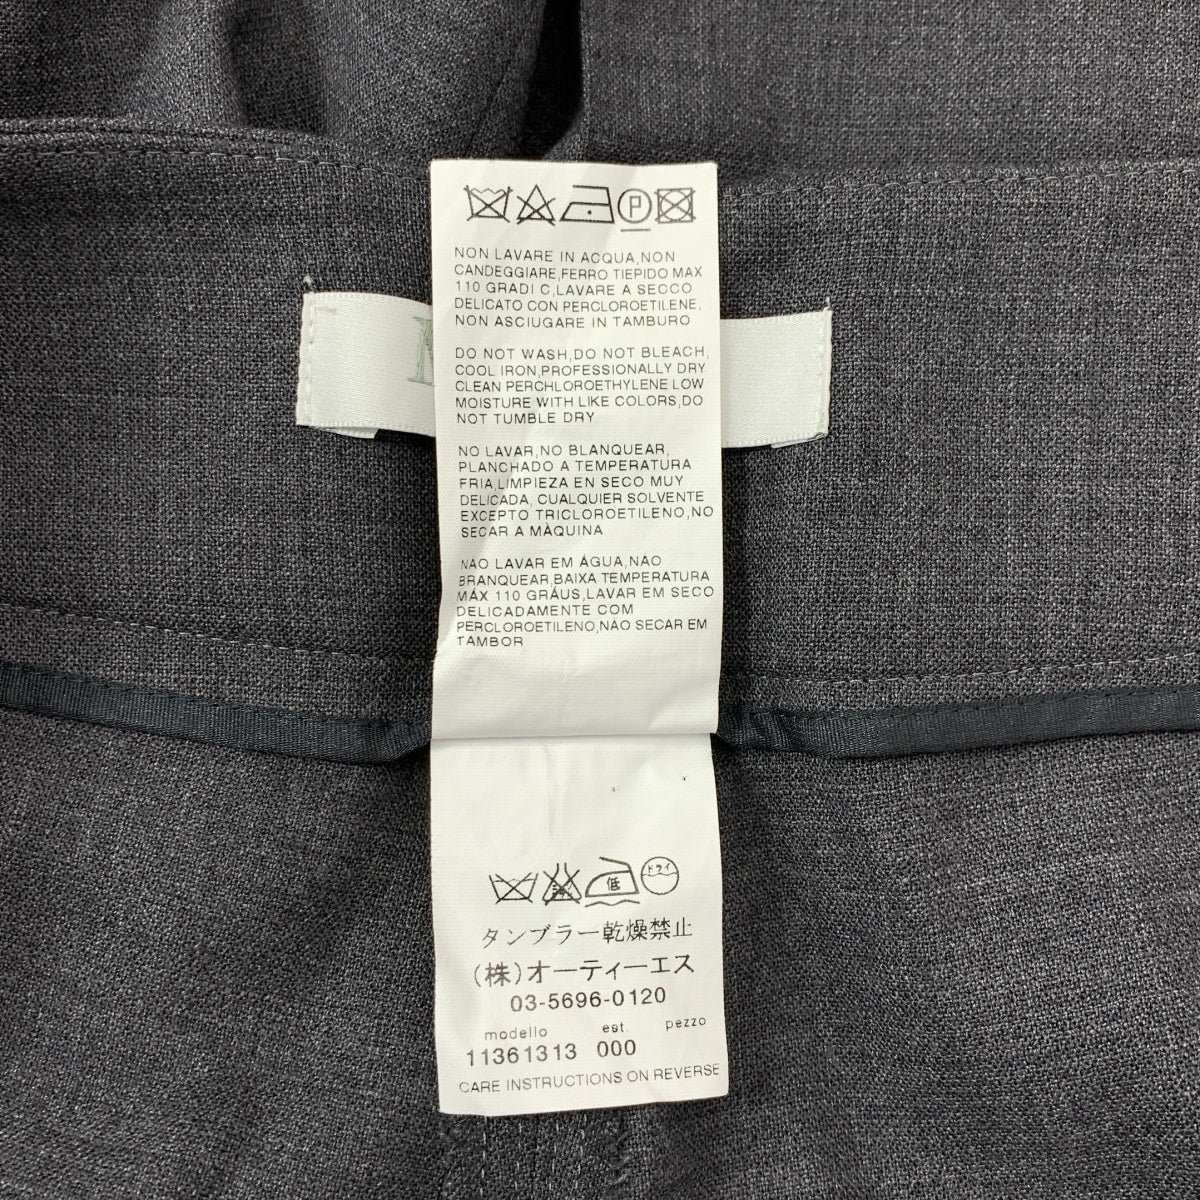 P
NON LAVARE IN ACQUA,NON
CANDEGGIARE,FERRO TIEPIDO MAX
110 GRADI C,LAVARE A SECCO
DELICATO CON PERCLOROETILENE,
NON ASCIUGARE IN TAMBURO
DO NOT WASH,DO NOT BLEACH,
COOL IRON,PROFESSIONALLY DRY
CLEAN PERCHLOROETHYLENE LOW
MOISTURE WITH LIKE COLORS,DO
NOT TUMBLE DRY
NO LAVAR,NO BLANQUEAR,
PLANCHADO A TEMPERATURA
FRIA,LIMPIEZA EN SECO MUY
DELICADA, CUALQUIER SOLVENTE
EXCEPTO TRICLOROETILENO,NO
SECAR A MÀQUINA
NAO LAVAR EM ÁGUA,NAO
BRANQUEAR,BAIXA TEMPERATURA
MÁX 110 GRÁUS,LAVAR EM SECO
DELICADAMENTE COM
PERCLOROETILENO,NÃO SECAR EM
TAMBOR
低 ドライ
タンブラー乾燥禁止
(株)オーティーエス
03-5696-0120
modello est. pezzo
11361313 000
CARE INSTRUCTIONS ON REVERSE